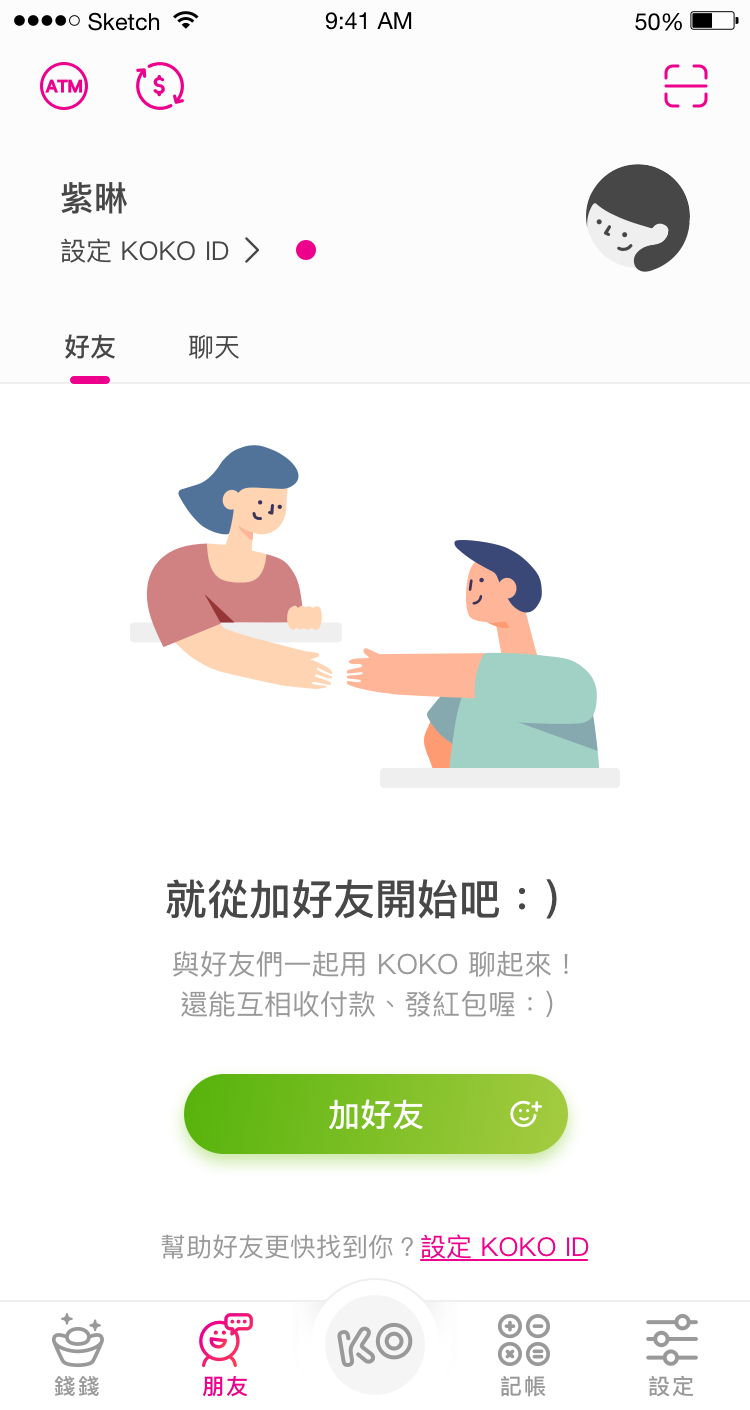 Sketch 9:41 AM 50%
ATM $
紫晽
設定 KOKO ID
好友 聊天
就從加好友開始吧：）
與好友們一起用 KOKO 聊起來！
還能互相收付款、發紅包喔：）
加好友
幫助好友更快找到你？設定 KOKO ID
KO
錢錢 朋友 記帳 設定